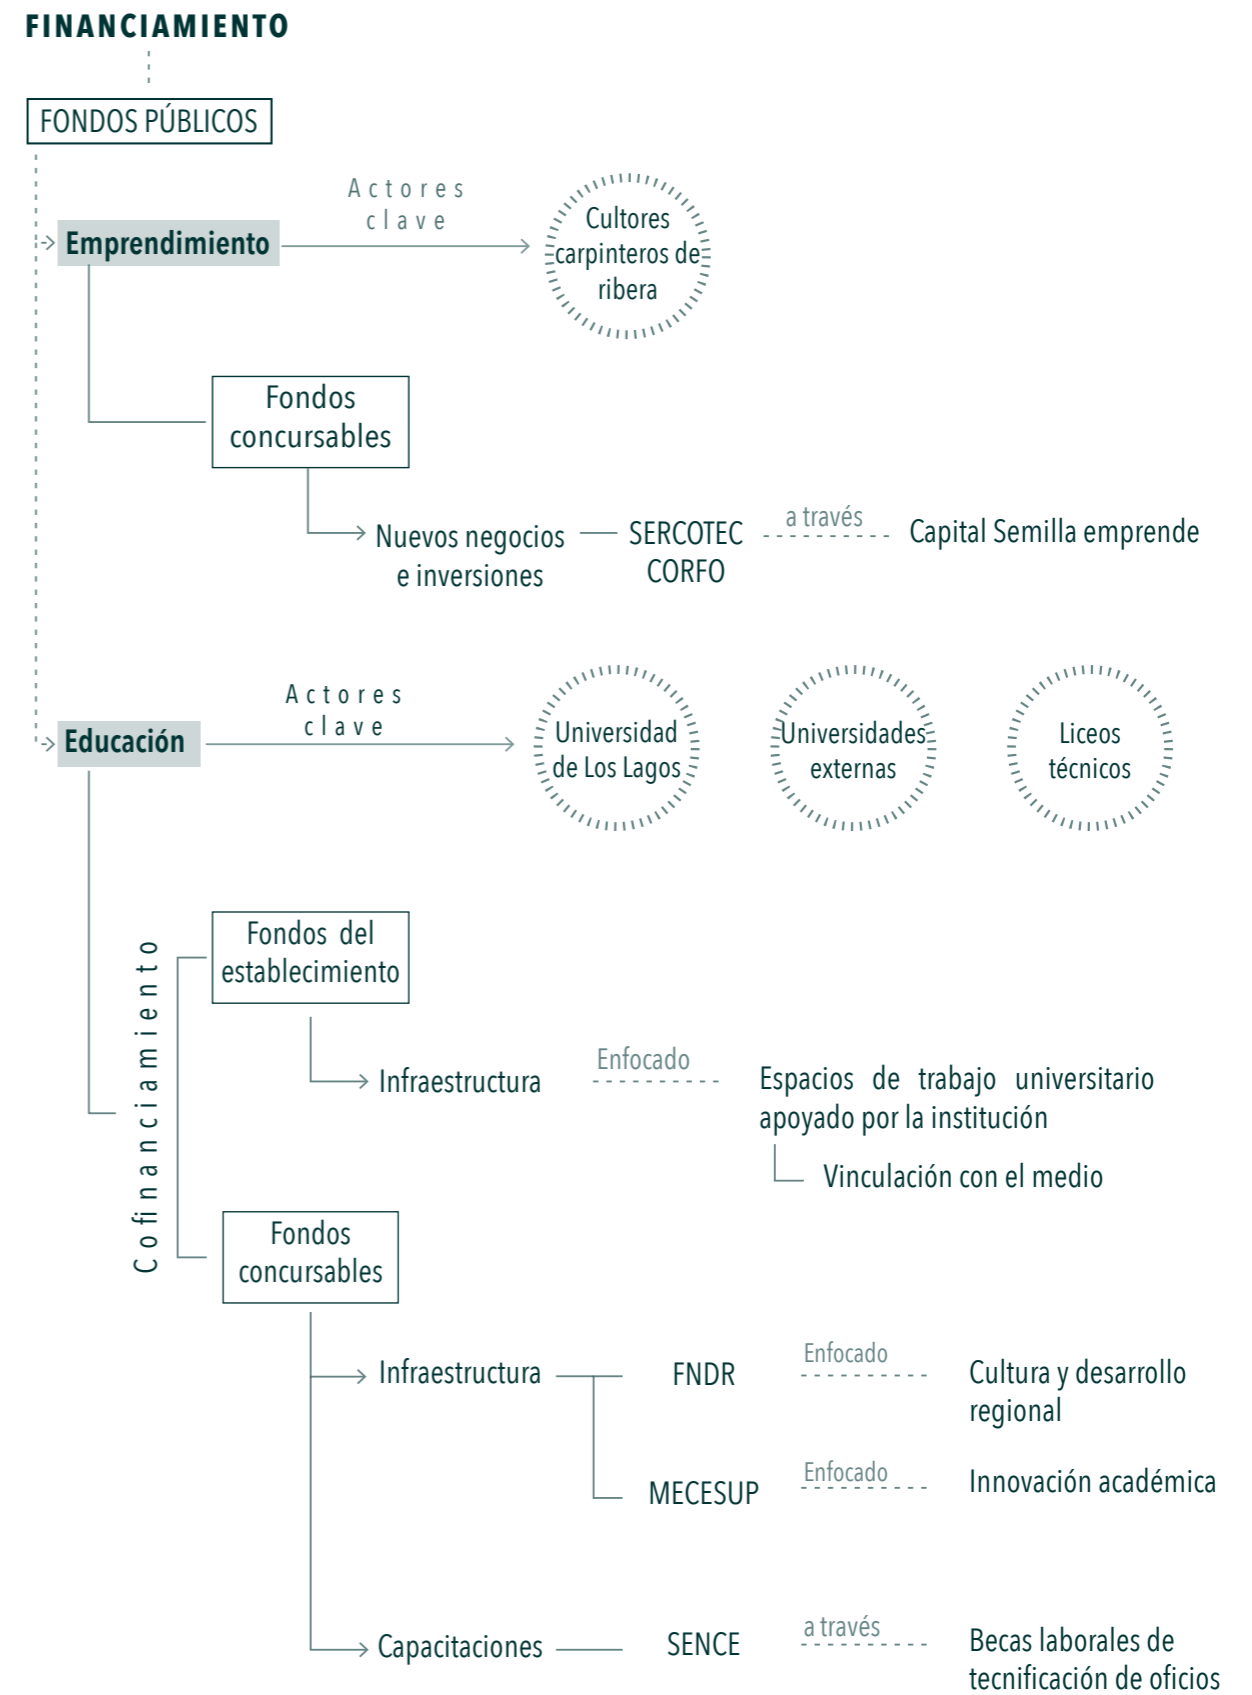 FINANCIAMIENTO
FONDOS PÚBLICOS
Actores
clave
Emprendimiento
Cultores
carpinteros de
ribera
Fondos
concursables
Nuevos negocios
e inversiones
SERCOTEC
CORFO
a través
Capital Semilla emprende
Actores
clave
Educación
Universidad
de Los Lagos
Universidades
externas
Liceos
técnicos
Cofinanciamiento
Fondos del
establecimiento
Infraestructura
Enfocado
Espacios de trabajo universitario
apoyado por la institución
Vinculación con el medio
Fondos
concursables
Infraestructura
FNDR
Enfocado
Cultura y desarrollo
regional
MECESUP
Enfocado
Innovación académica
Capacitaciones
SENCE
a través
Becas laborales de
tecnificación de oficios